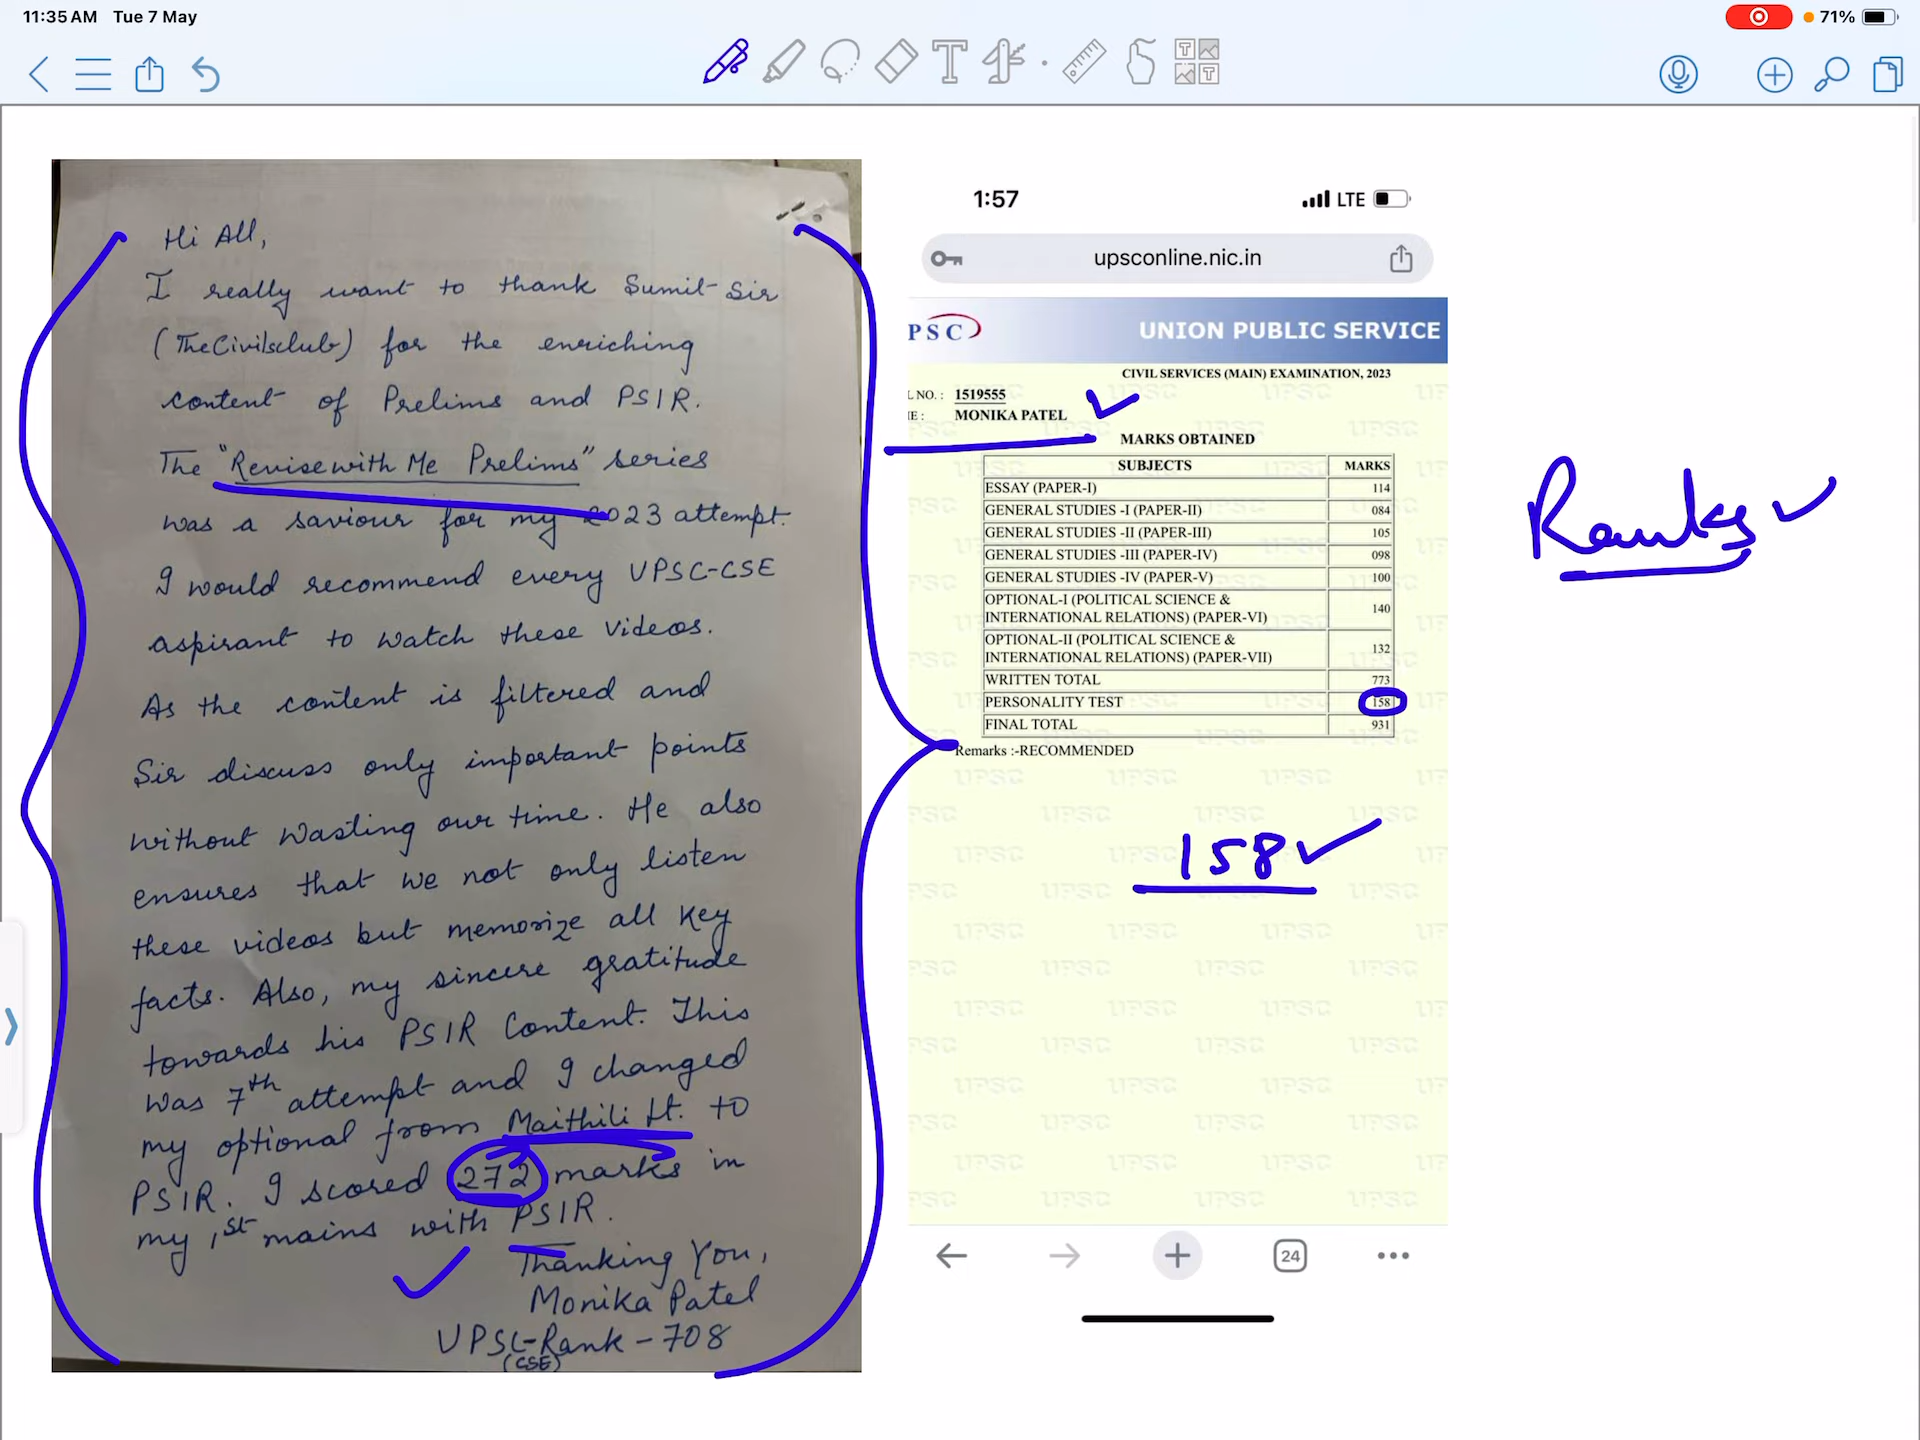 11:35 AM Tue 7 May
71%
Hi All,
I really want to thank Sumit Sir
(TheCivilsclub) for the enriching
content of Prelims and PSIR.
The "Revise with Me Prelims" series
was a saviour for my 2023 attempt.
I would recommend every UPSC-CSE
aspirant to watch these videos.
As the content is filtered and
Sir discuss only important points
without wasting our time. He also
ensures that we not only listen
these videos but memorize all key
facts. Also, my sincere gratitude
towards his PSIR Content. This
was 7th attempt and I changed
my optional from Maithili Lt. to
PSIR. I scored 272 marks in
my 1st mains with PSIR.
Thanking You,
Monika Patel
UPSC-Rank - 708
(CSE)
1:57
LTE
upsconline.nic.in
PSC
UNION PUBLIC SERVICE
CIVIL SERVICES (MAIN) EXAMINATION, 2023
L NO. : 1519555
IE : MONIKA PATEL
MARKS OBTAINED
SUBJECTS MARKS
ESSAY (PAPER-I) 114
GENERAL STUDIES -I (PAPER-II) 084
GENERAL STUDIES -II (PAPER-III) 105
GENERAL STUDIES -III (PAPER-IV) 098
GENERAL STUDIES -IV (PAPER-V) 100
OPTIONAL-I (POLITICAL SCIENCE &
INTERNATIONAL RELATIONS) (PAPER-VI) 140
OPTIONAL-II (POLITICAL SCIENCE &
INTERNATIONAL RELATIONS) (PAPER-VII) 132
WRITTEN TOTAL 773
PERSONALITY TEST 158
FINAL TOTAL 931
Remarks :-RECOMMENDED
158
24
Ranks